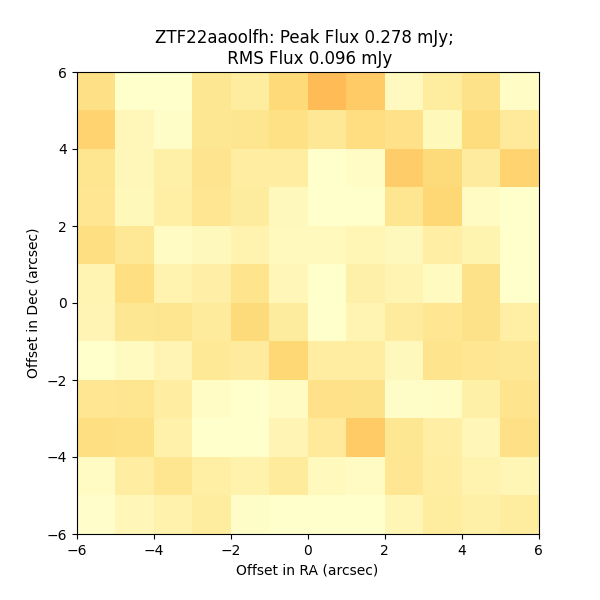 ZTF22aaoolfh: Peak Flux 0.278 mJy;
RMS Flux 0.096 mJy
6
4
2
0
−2
−4
−6
Offset in Dec (arcsec)
−6 −4 −2 0 2 4 6
Offset in RA (arcsec)